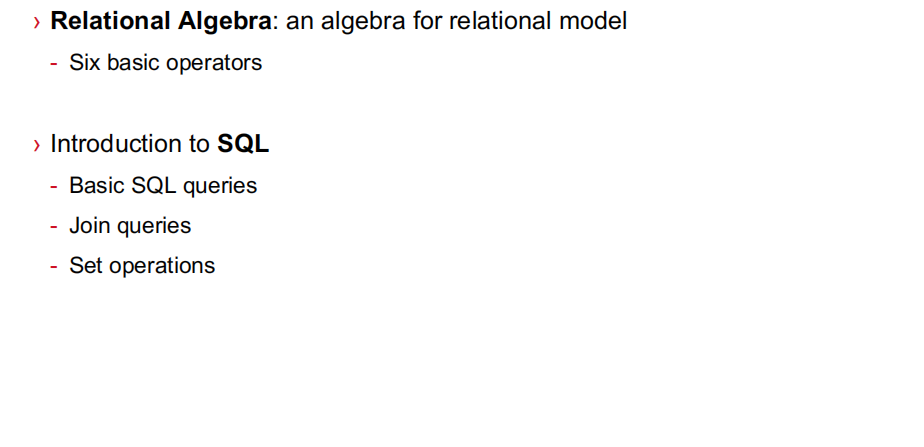 › Relational Algebra: an algebra for relational model
- Six basic operators
› Introduction to SQL
- Basic SQL queries
- Join queries
- Set operations